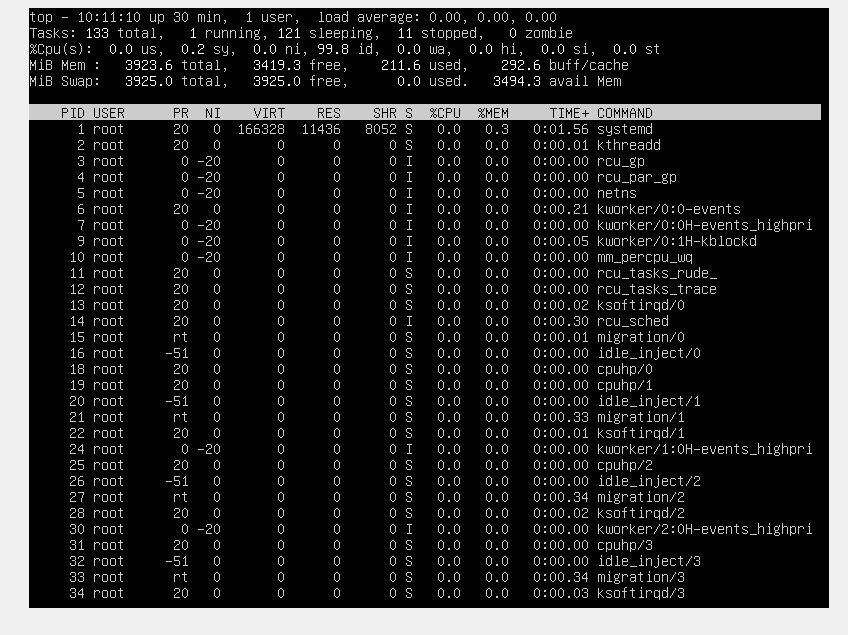 top - 10:11:10 up 30 min,  1 user,  load average: 0.00, 0.00, 0.00
Tasks: 133 total,   1 running, 121 sleeping,  11 stopped,   0 zombie
%Cpu(s):  0.0 us,  0.2 sy,  0.0 ni, 99.8 id,  0.0 wa,  0.0 hi,  0.0 si,  0.0 st
MiB Mem :   3923.6 total,   3419.3 free,    211.6 used,    292.6 buff/cache
MiB Swap:   3925.0 total,   3925.0 free,      0.0 used.   3494.3 avail Mem
PID USER      PR  NI    VIRT    RES    SHR S  %CPU  %MEM     TIME+ COMMAND
1 root      20   0  166328  11436   8052 S   0.0   0.3   0:01.56 systemd
2 root      20   0       0      0      0 S   0.0   0.0   0:00.01 kthreadd
3 root       0 -20       0      0      0 I   0.0   0.0   0:00.00 rcu_gp
4 root       0 -20       0      0      0 I   0.0   0.0   0:00.00 rcu_par_gp
5 root       0 -20       0      0      0 I   0.0   0.0   0:00.00 netns
6 root      20   0       0      0      0 I   0.0   0.0   0:00.21 kworker/0:0-events
7 root       0 -20       0      0      0 I   0.0   0.0   0:00.00 kworker/0:0H-events_highpri
9 root       0 -20       0      0      0 I   0.0   0.0   0:00.05 kworker/0:1H-kblockd
10 root       0 -20       0      0      0 I   0.0   0.0   0:00.00 mm_percpu_wq
11 root      20   0       0      0      0 S   0.0   0.0   0:00.00 rcu_tasks_rude_
12 root      20   0       0      0      0 S   0.0   0.0   0:00.00 rcu_tasks_trace
13 root      20   0       0      0      0 S   0.0   0.0   0:00.02 ksoftirqd/0
14 root      20   0       0      0      0 I   0.0   0.0   0:00.30 rcu_sched
15 root      rt   0       0      0      0 S   0.0   0.0   0:00.01 migration/0
16 root     -51   0       0      0      0 S   0.0   0.0   0:00.00 idle_inject/0
18 root      20   0       0      0      0 S   0.0   0.0   0:00.00 cpuhp/0
19 root      20   0       0      0      0 S   0.0   0.0   0:00.00 cpuhp/1
20 root     -51   0       0      0      0 S   0.0   0.0   0:00.00 idle_inject/1
21 root      rt   0       0      0      0 S   0.0   0.0   0:00.33 migration/1
22 root      20   0       0      0      0 S   0.0   0.0   0:00.01 ksoftirqd/1
24 root       0 -20       0      0      0 I   0.0   0.0   0:00.00 kworker/1:0H-events_highpri
25 root      20   0       0      0      0 S   0.0   0.0   0:00.00 cpuhp/2
26 root     -51   0       0      0      0 S   0.0   0.0   0:00.00 idle_inject/2
27 root      rt   0       0      0      0 S   0.0   0.0   0:00.34 migration/2
28 root      20   0       0      0      0 S   0.0   0.0   0:00.02 ksoftirqd/2
30 root       0 -20       0      0      0 I   0.0   0.0   0:00.00 kworker/2:0H-events_highpri
31 root      20   0       0      0      0 S   0.0   0.0   0:00.00 cpuhp/3
32 root     -51   0       0      0      0 S   0.0   0.0   0:00.00 idle_inject/3
33 root      rt   0       0      0      0 S   0.0   0.0   0:00.34 migration/3
34 root      20   0       0      0      0 S   0.0   0.0   0:00.03 ksoftirqd/3